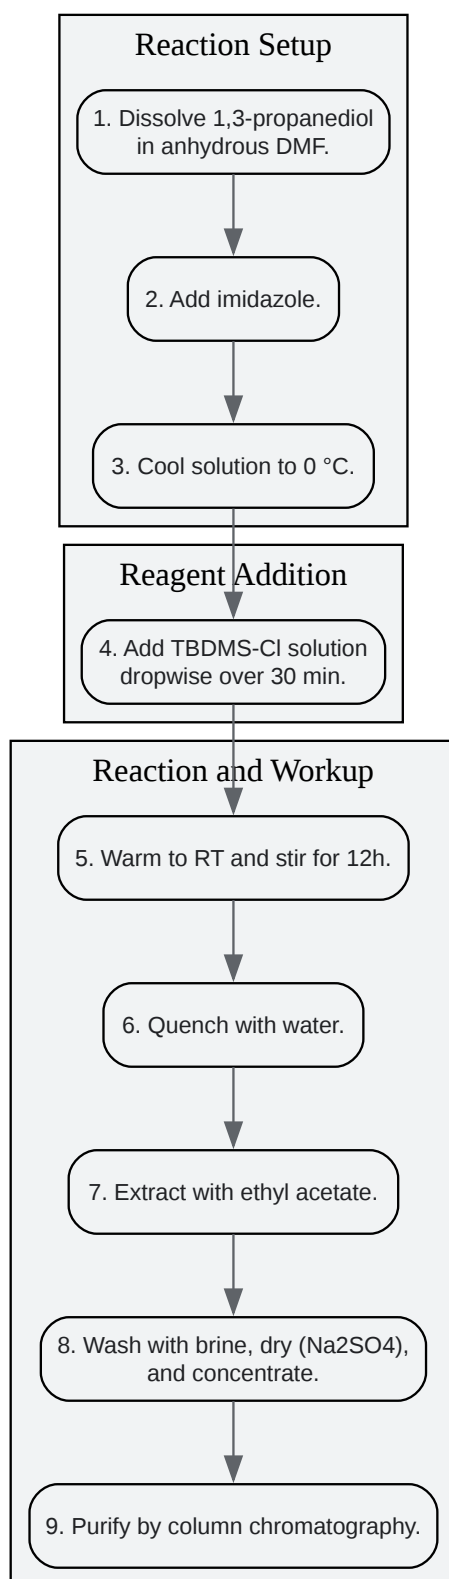 Reaction Setup
1. Dissolve 1,3-propanediol
in anhydrous DMF.
2. Add imidazole.
3. Cool solution to 0 °C.
Reagent Addition
4. Add TBDMS-Cl solution
dropwise over 30 min.
Reaction and Workup
5. Warm to RT and stir for 12h.
6. Quench with water.
7. Extract with ethyl acetate.
8. Wash with brine, dry (Na2SO4),
and concentrate.
9. Purify by column chromatography.